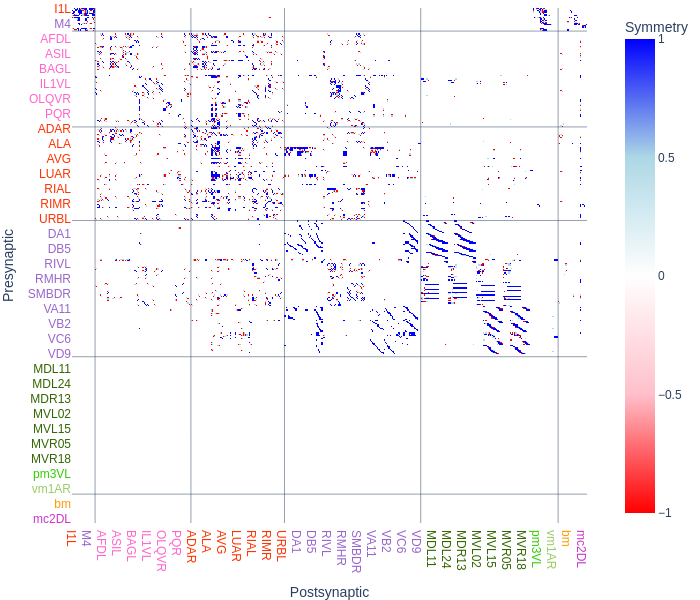 Symmetry
1
0.5
0
−0.5
−1
Presynaptic
I1L
M4
AFDL
ASIL
BAGL
IL1VL
OLQVR
PQR
ADAR
ALA
AVG
LUAR
RIAL
RIMR
URBL
DA1
DB5
RIVL
RMHR
SMBDR
VA11
VB2
VC6
VD9
MDL11
MDL24
MDR13
MVL02
MVL15
MVR05
MVR18
pm3VL
vm1AR
bm
mc2DL
I1L
M4
AFDL
ASIL
BAGL
IL1VL
OLQVR
PQR
ADAR
ALA
AVG
LUAR
RIAL
RIMR
URBL
DA1
DB5
RIVL
RMHR
SMBDR
VA11
VB2
VC6
VD9
MDL11
MDL24
MDR13
MVL02
MVL15
MVR05
MVR18
pm3VL
vm1AR
bm
mc2DL
Postsynaptic